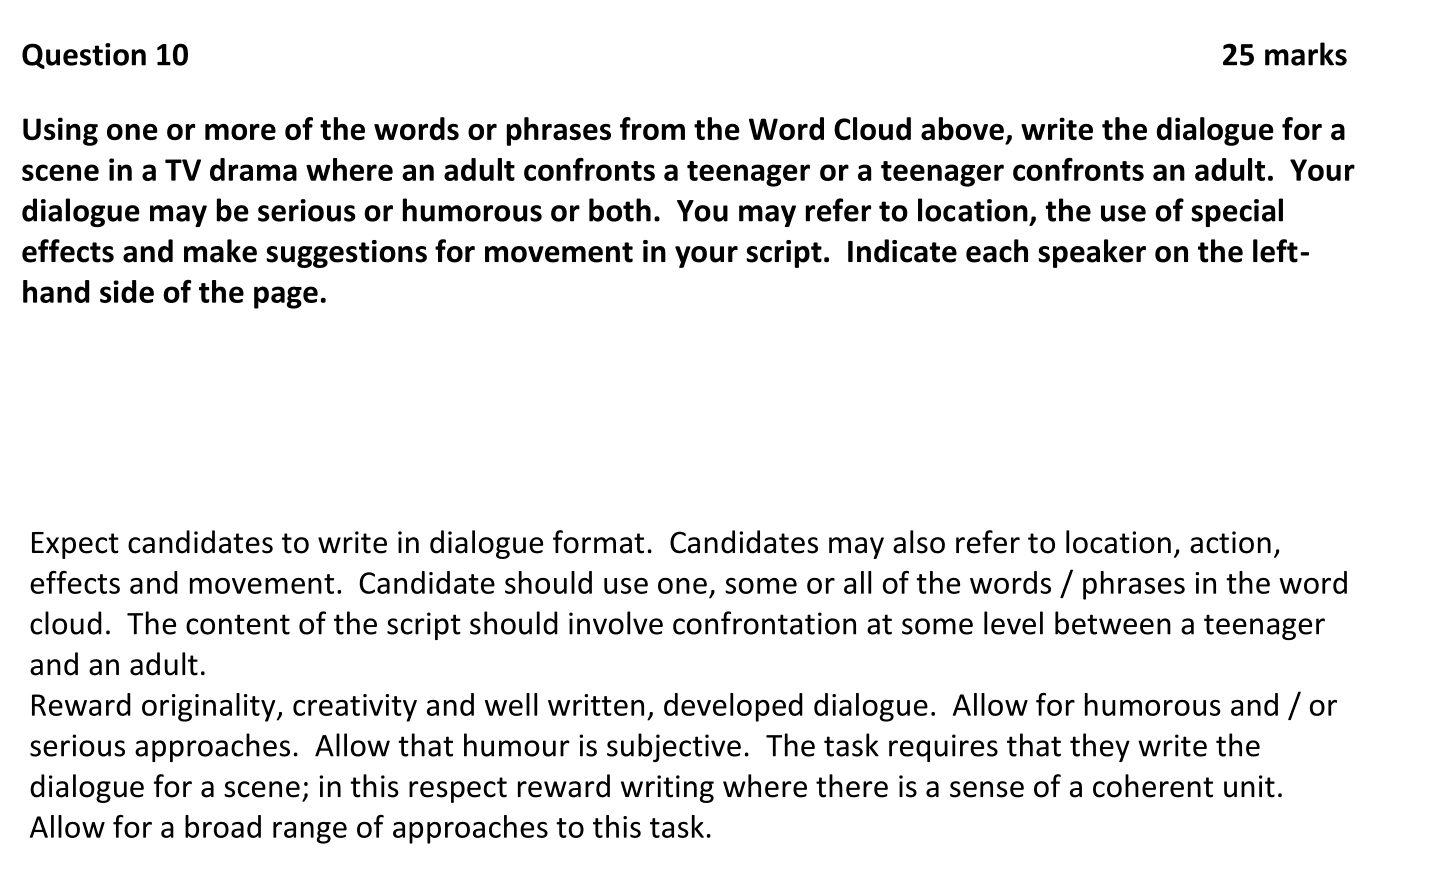 Question 10 25 marks
Using one or more of the words or phrases from the Word Cloud above, write the dialogue for a
scene in a TV drama where an adult confronts a teenager or a teenager confronts an adult.  Your
dialogue may be serious or humorous or both.  You may refer to location, the use of special
effects and make suggestions for movement in your script.  Indicate each speaker on the left-
hand side of the page.
Expect candidates to write in dialogue format.  Candidates may also refer to location, action,
effects and movement.  Candidate should use one, some or all of the words / phrases in the word
cloud.  The content of the script should involve confrontation at some level between a teenager
and an adult.
Reward originality, creativity and well written, developed dialogue.  Allow for humorous and / or
serious approaches.  Allow that humour is subjective.  The task requires that they write the
dialogue for a scene; in this respect reward writing where there is a sense of a coherent unit.
Allow for a broad range of approaches to this task.